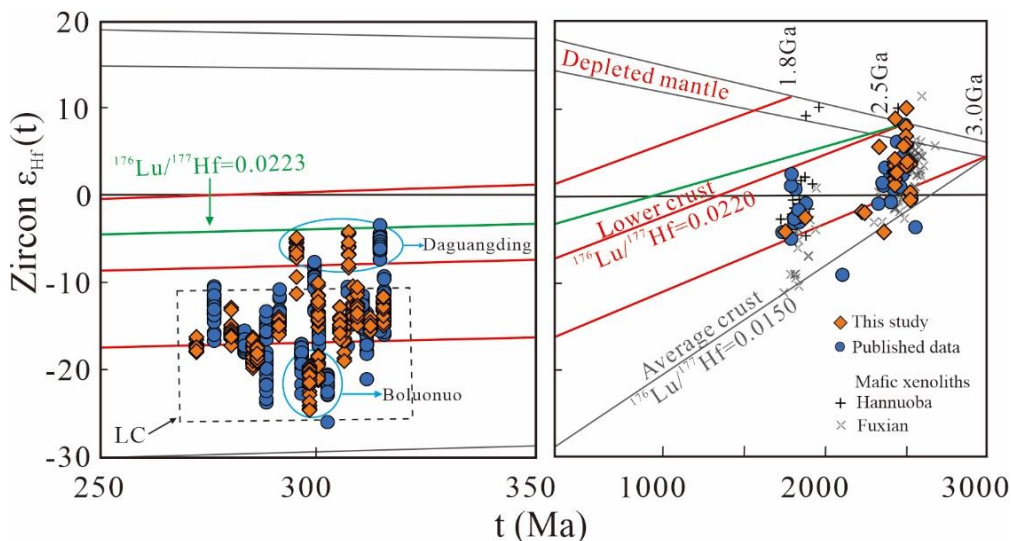 Zircon εHf(t)
20
10
0
-10
-20
-30
250
300
350
¹⁷⁶Lu/¹⁷⁷Hf=0.0223
Daguangding
Boluonuo
LC
Depleted mantle
1.8Ga
2.5Ga
3.0Ga
Lower crust
¹⁷⁶Lu/¹⁷⁷Hf=0.0220
Average crust
¹⁷⁶Lu/¹⁷⁷Hf=0.0150
This study
Published data
Mafic xenoliths
Hannuoba
Fuxian
1000
2000
3000
t (Ma)